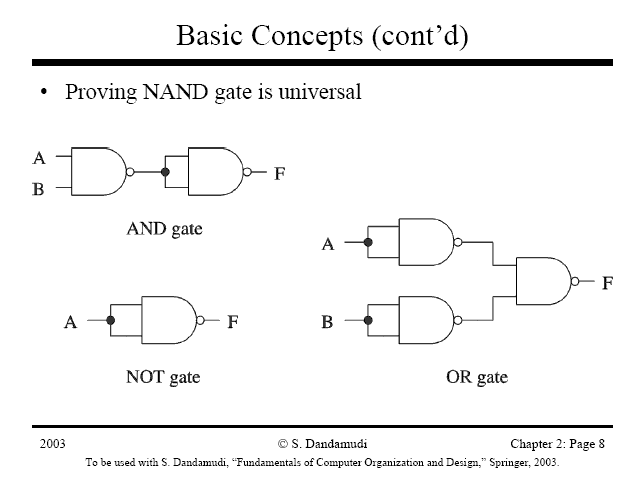 Basic Concepts (cont'd)
• Proving NAND gate is universal
A
B
F
AND gate
A
F
NOT gate
A
B
F
OR gate
2003
© S. Dandamudi
Chapter 2: Page 8
To be used with S. Dandamudi, “Fundamentals of Computer Organization and Design,” Springer, 2003.